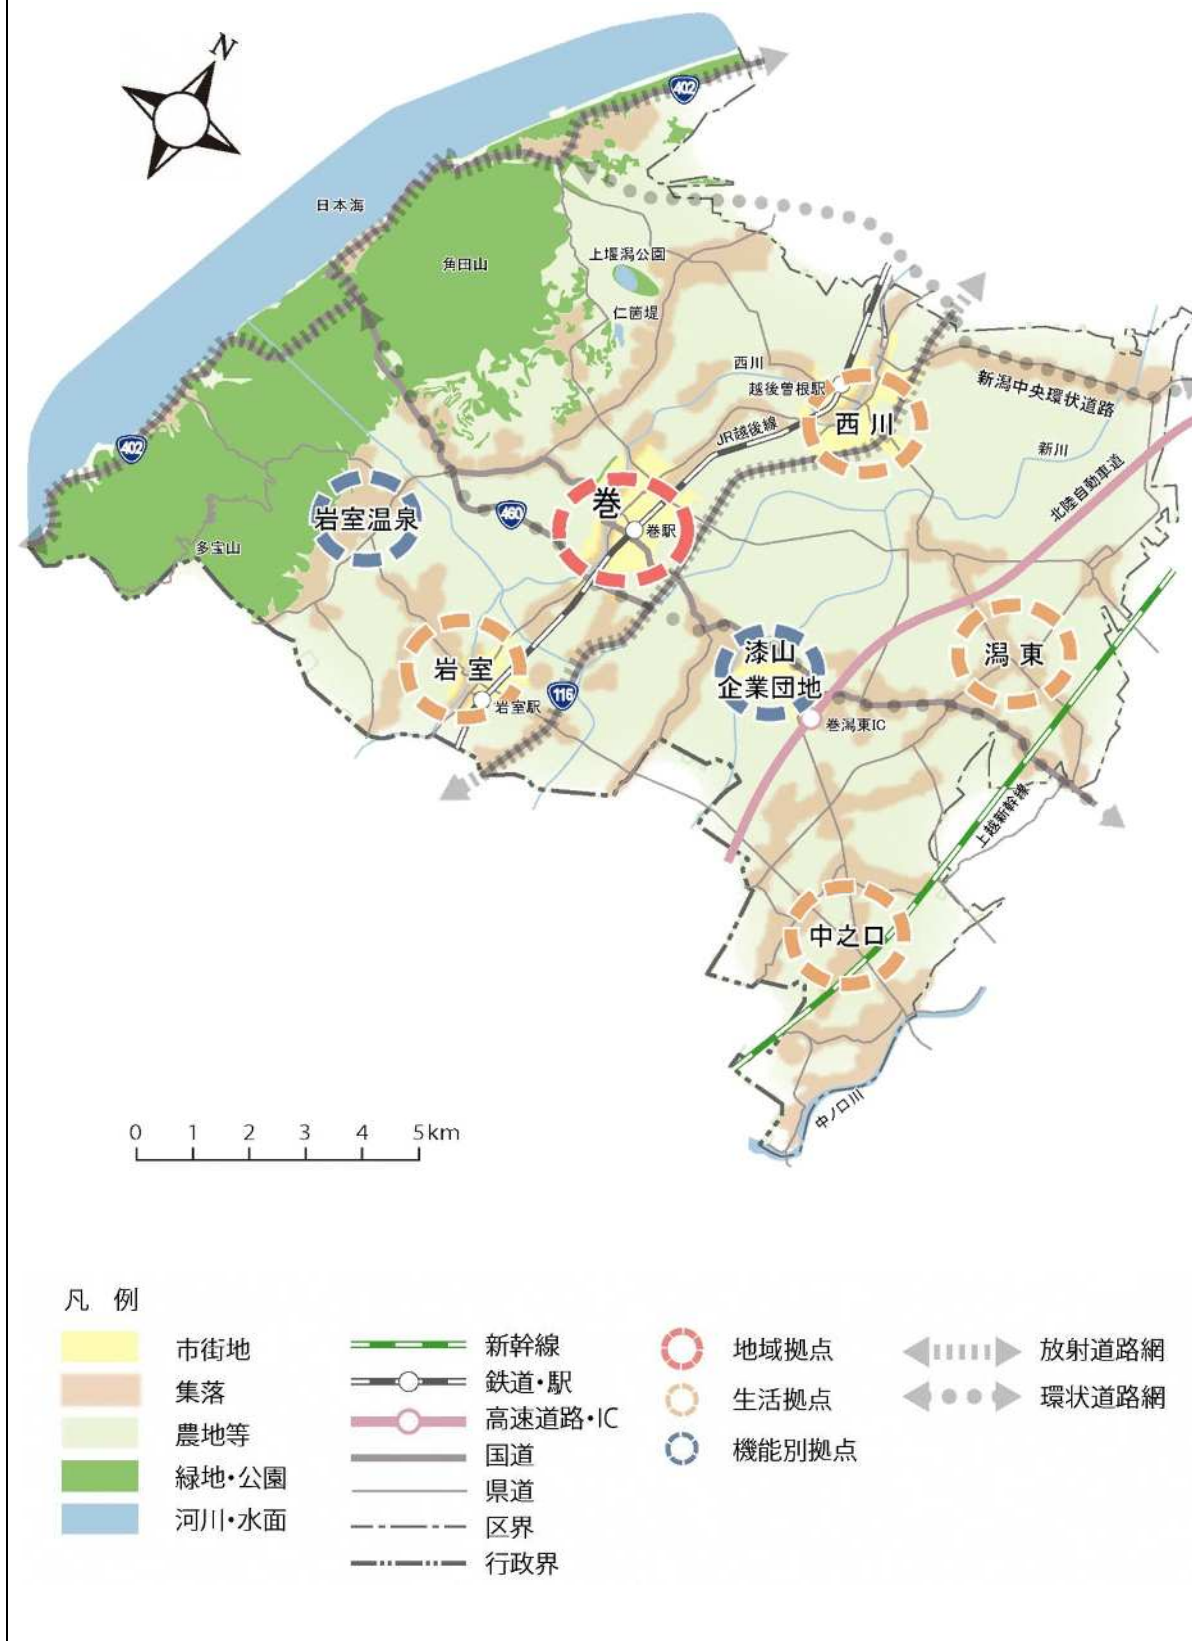 N
402
日本海
角田山
上堰潟公園
仁箇堤
西川
越後曽根駅
西川
新潟中央環状道路
JR越後線
新川
北陸自動車道
402
岩室温泉
460
巻
巻駅
多宝山
漆山
企業団地
潟東
岩室
岩室駅
116
巻潟東IC
上越新幹線
中之口
中ノ口川
0 1 2 3 4 5km
凡例
市街地
集落
農地等
緑地・公園
河川・水面
新幹線
鉄道・駅
高速道路・IC
国道
県道
区界
行政界
地域拠点
生活拠点
機能別拠点
放射道路網
環状道路網